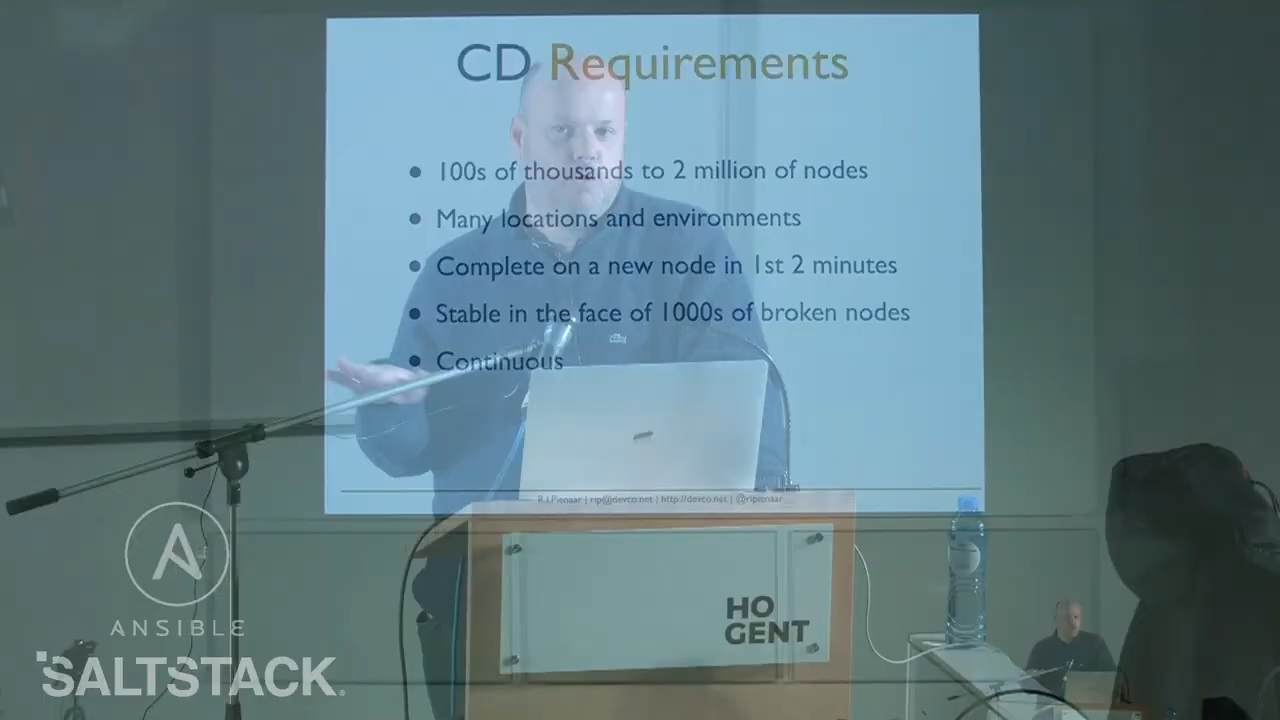 CD Requirements
100s of thousands to 2 million of nodes
Many locations and environments
Complete on a new node in 1st 2 minutes
Stable in the face of 1000s of broken nodes
Continuous
R.I.Pienaar | rip@devco.net | http://devco.net | @ripienaar
HO
GENT
ANSIBLE
SALTSTACK